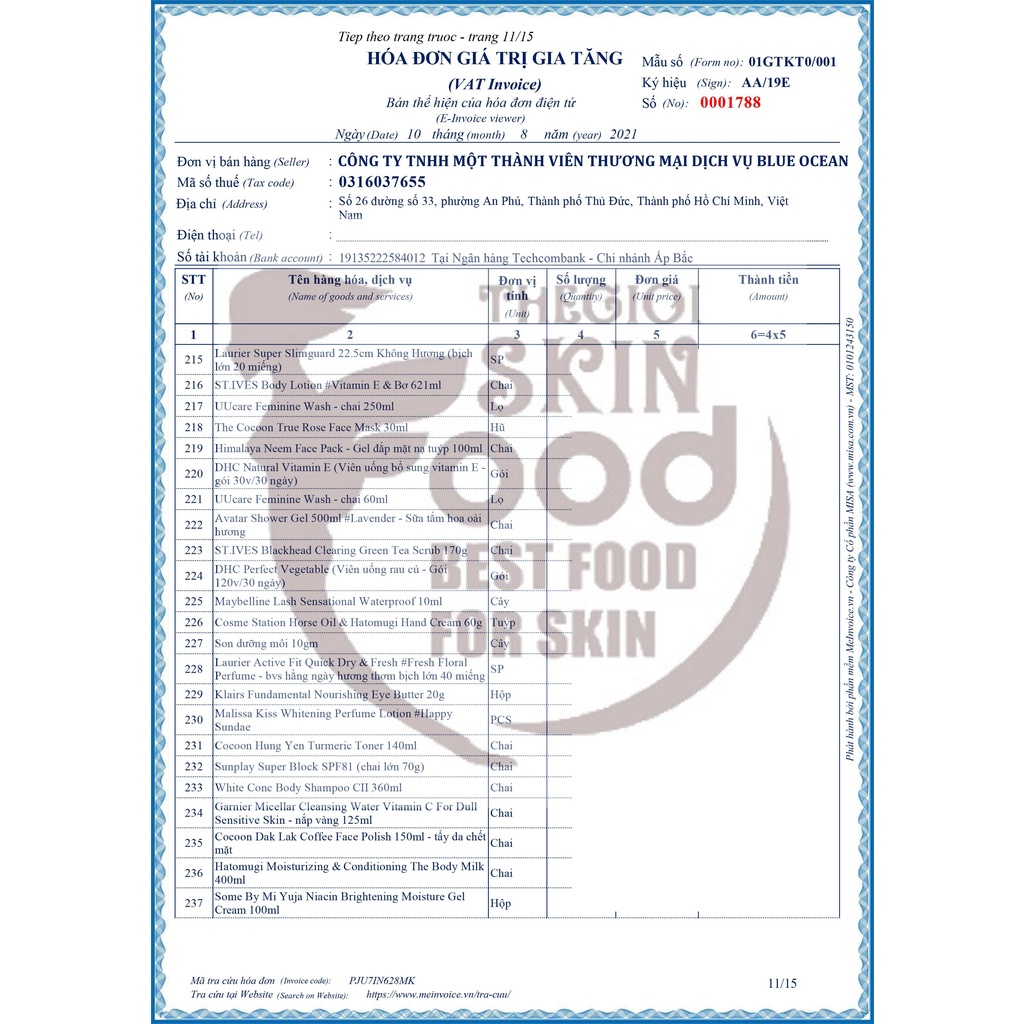 Tiep theo trang truoc - trang 11/15
HÓA ĐƠN GIÁ TRỊ GIA TĂNG
(VAT Invoice)
Bản thể hiện của hóa đơn điện tử
(E-Invoice viewer)
Ngày (Date) 10 tháng (month) 8 năm (year) 2021
Mẫu số (Form no): 01GTKT0/001
Ký hiệu (Sign): AA/19E
Số (No): 0001788
Đơn vị bán hàng (Seller) : CÔNG TY TNHH MỘT THÀNH VIÊN THƯƠNG MẠI DỊCH VỤ BLUE OCEAN
Mã số thuế (Tax code) : 0316037655
Địa chỉ (Address) : Số 26 đường số 33, phường An Phú, Thành phố Thủ Đức, Thành phố Hồ Chí Minh, Việt
Nam
Điện thoại (Tel) :
Số tài khoản (Bank account) : 19135222584012 Tại Ngân hàng Techcombank - Chi nhánh Ấp Bắc
STT Tên hàng hóa, dịch vụ Đơn vị tính Số lượng Đơn giá Thành tiền
(No) (Name of goods and services) (Unit) (Quantity) (Unit price) (Amount)
1 2 3 4 5 6=4x5
215 Laurier Super Slimguard 22.5cm Không Hương (bịch
lớn 20 miếng) SP
216 ST.IVES Body Lotion #Vitamin E & Bơ 621ml Chai
217 UUcare Feminine Wash - chai 250ml Lọ
218 The Cocoon True Rose Face Mask 30ml Hũ
219 Himalaya Neem Face Pack - Gel đắp mặt nạ tuýp 100ml Chai
220 DHC Natural Vitamin E (Viên uống bổ sung vitamin E -
gói 30v/30 ngày) Gói
221 UUcare Feminine Wash - chai 60ml Lọ
222 Avatar Shower Gel 500ml #Lavender - Sữa tắm hoa oải
hương Chai
223 ST.IVES Blackhead Clearing Green Tea Scrub 170g Chai
224 DHC Perfect Vegetable (Viên uống rau củ - Gói
120v/30 ngày) Gói
225 Maybelline Lash Sensational Waterproof 10ml Cây
226 Cosme Station Horse Oil & Hatomugi Hand Cream 60g Tuýp
227 Son dưỡng môi 10gm Cây
228 Laurier Active Fit Quick Dry & Fresh #Fresh Floral
Perfume - bvs hằng ngày hương thơm bịch lớn 40 miếng SP
229 Klairs Fundamental Nourishing Eye Butter 20g Hộp
230 Malissa Kiss Whitening Perfume Lotion #Happy
Sundae PCS
231 Cocoon Hung Yen Turmeric Toner 140ml Chai
232 Sunplay Super Block SPF81 (chai lớn 70g) Chai
233 White Conc Body Shampoo CII 360ml Chai
234 Garnier Micellar Cleansing Water Vitamin C For Dull
Sensitive Skin - nắp vàng 125ml Chai
235 Cocoon Dak Lak Coffee Face Polish 150ml - tẩy da chết
mặt Chai
236 Hatomugi Moisturizing & Conditioning The Body Milk
400ml Chai
237 Some By Mi Yuja Niacin Brightening Moisture Gel
Cream 100ml Hộp
THEGIOI
SKIN
FOOD
BEST FOOD
FOR SKIN
Phát hành bởi phần mềm MeInvoice.vn - Công ty Cổ phần MISA (www.misa.com.vn) - MST: 0101243150
Mã tra cứu hóa đơn (Invoice code): PJU7IN628MK
Tra cứu tại Website (Search on Website): https://www.meinvoice.vn/tra-cuu/
11/15